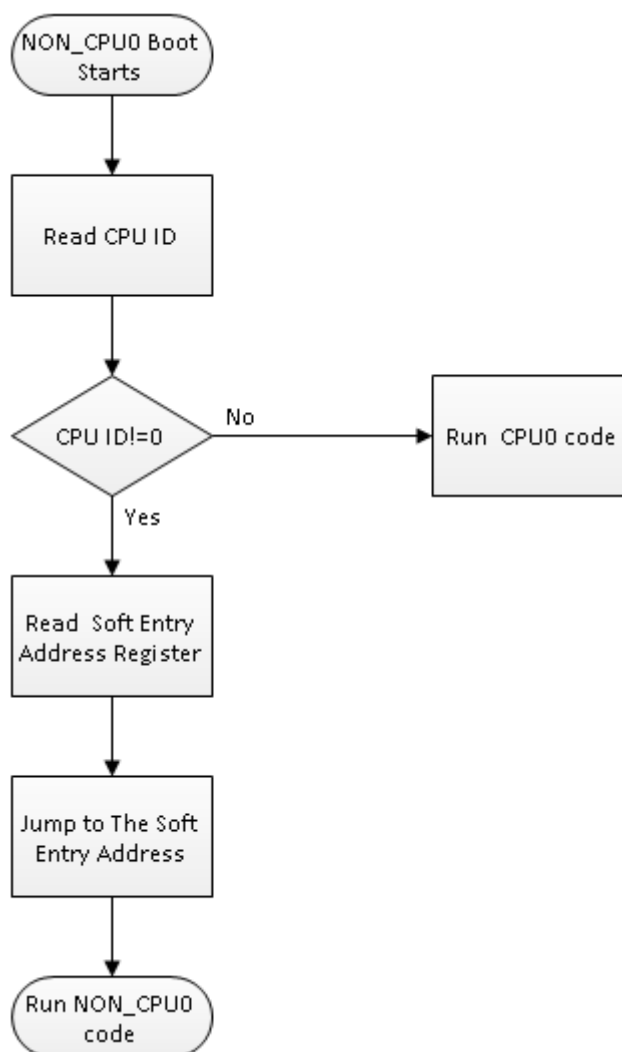 NON_CPU0 Boot
Starts
Read CPU ID
CPU ID!=0
No
Run CPU0 code
Yes
Read Soft Entry
Address Register
Jump to The Soft
Entry Address
Run NON_CPU0
code